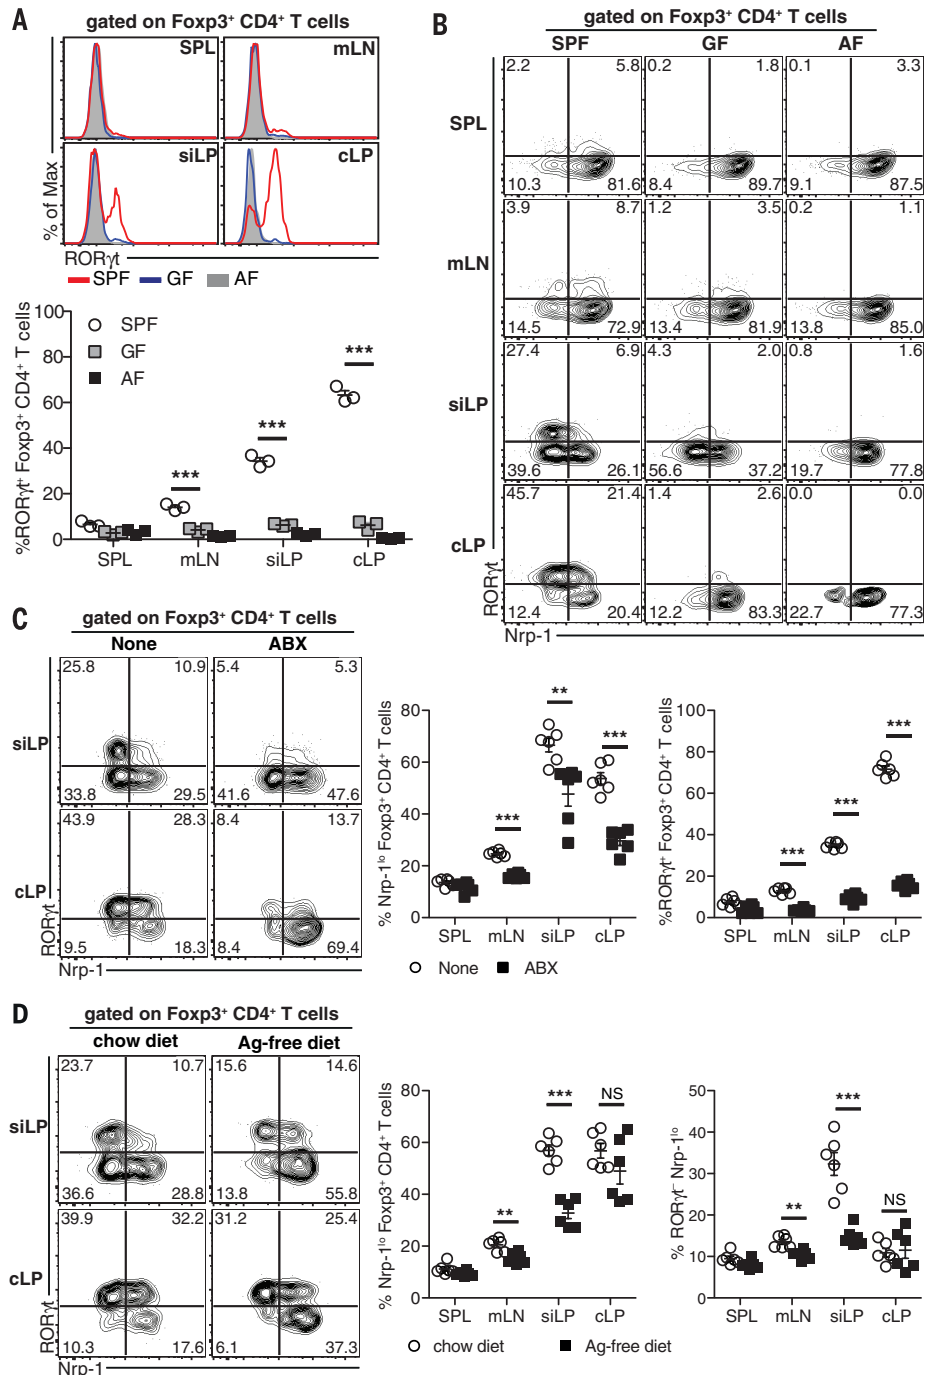 A
gated on Foxp3⁺ CD4⁺ T cells
SPL
mLN
siLP
cLP
% of Max
RORγt
SPF
GF
AF
%RORγt⁺ Foxp3⁺ CD4⁺ T cells
100
80
60
40
20
0
SPF
GF
AF
***
***
***
SPL
mLN
siLP
cLP
B
gated on Foxp3⁺ CD4⁺ T cells
SPF
GF
AF
SPL
2.2
5.8
0.2
1.8
0.1
3.3
10.3
81.6
8.4
89.7
9.1
87.5
mLN
3.9
8.7
1.2
3.5
0.2
1.1
14.5
72.9
13.4
81.9
13.8
85.0
siLP
27.4
6.9
4.3
2.0
0.8
1.6
39.6
26.1
56.6
37.2
19.7
77.8
cLP
45.7
21.4
1.4
2.6
0.0
0.0
12.4
20.4
12.2
83.3
22.7
77.3
RORγt
Nrp-1
C
gated on Foxp3⁺ CD4⁺ T cells
None
ABX
siLP
25.8
10.9
5.4
5.3
33.8
29.5
41.6
47.6
cLP
43.9
28.3
8.4
13.7
9.5
18.3
8.4
69.4
RORγt
Nrp-1
% Nrp-1ˡᵒ Foxp3⁺ CD4⁺ T cells
80
60
40
20
0
***
**
***
SPL
mLN
siLP
cLP
None
ABX
%RORγt⁺ Foxp3⁺ CD4⁺ T cells
100
80
60
40
20
0
***
***
***
SPL
mLN
siLP
cLP
D
gated on Foxp3⁺ CD4⁺ T cells
chow diet
Ag-free diet
siLP
23.7
10.7
15.6
14.6
36.6
28.8
13.8
55.8
cLP
39.9
32.2
31.2
25.4
10.3
17.6
6.1
37.3
RORγt
Nrp-1
% Nrp-1ˡᵒ Foxp3⁺ CD4⁺ T cells
80
60
40
20
0
**
***
NS
SPL
mLN
siLP
cLP
chow diet
Ag-free diet
% RORγt⁻ Nrp-1ˡᵒ
50
40
30
20
10
0
**
***
NS
SPL
mLN
siLP
cLP